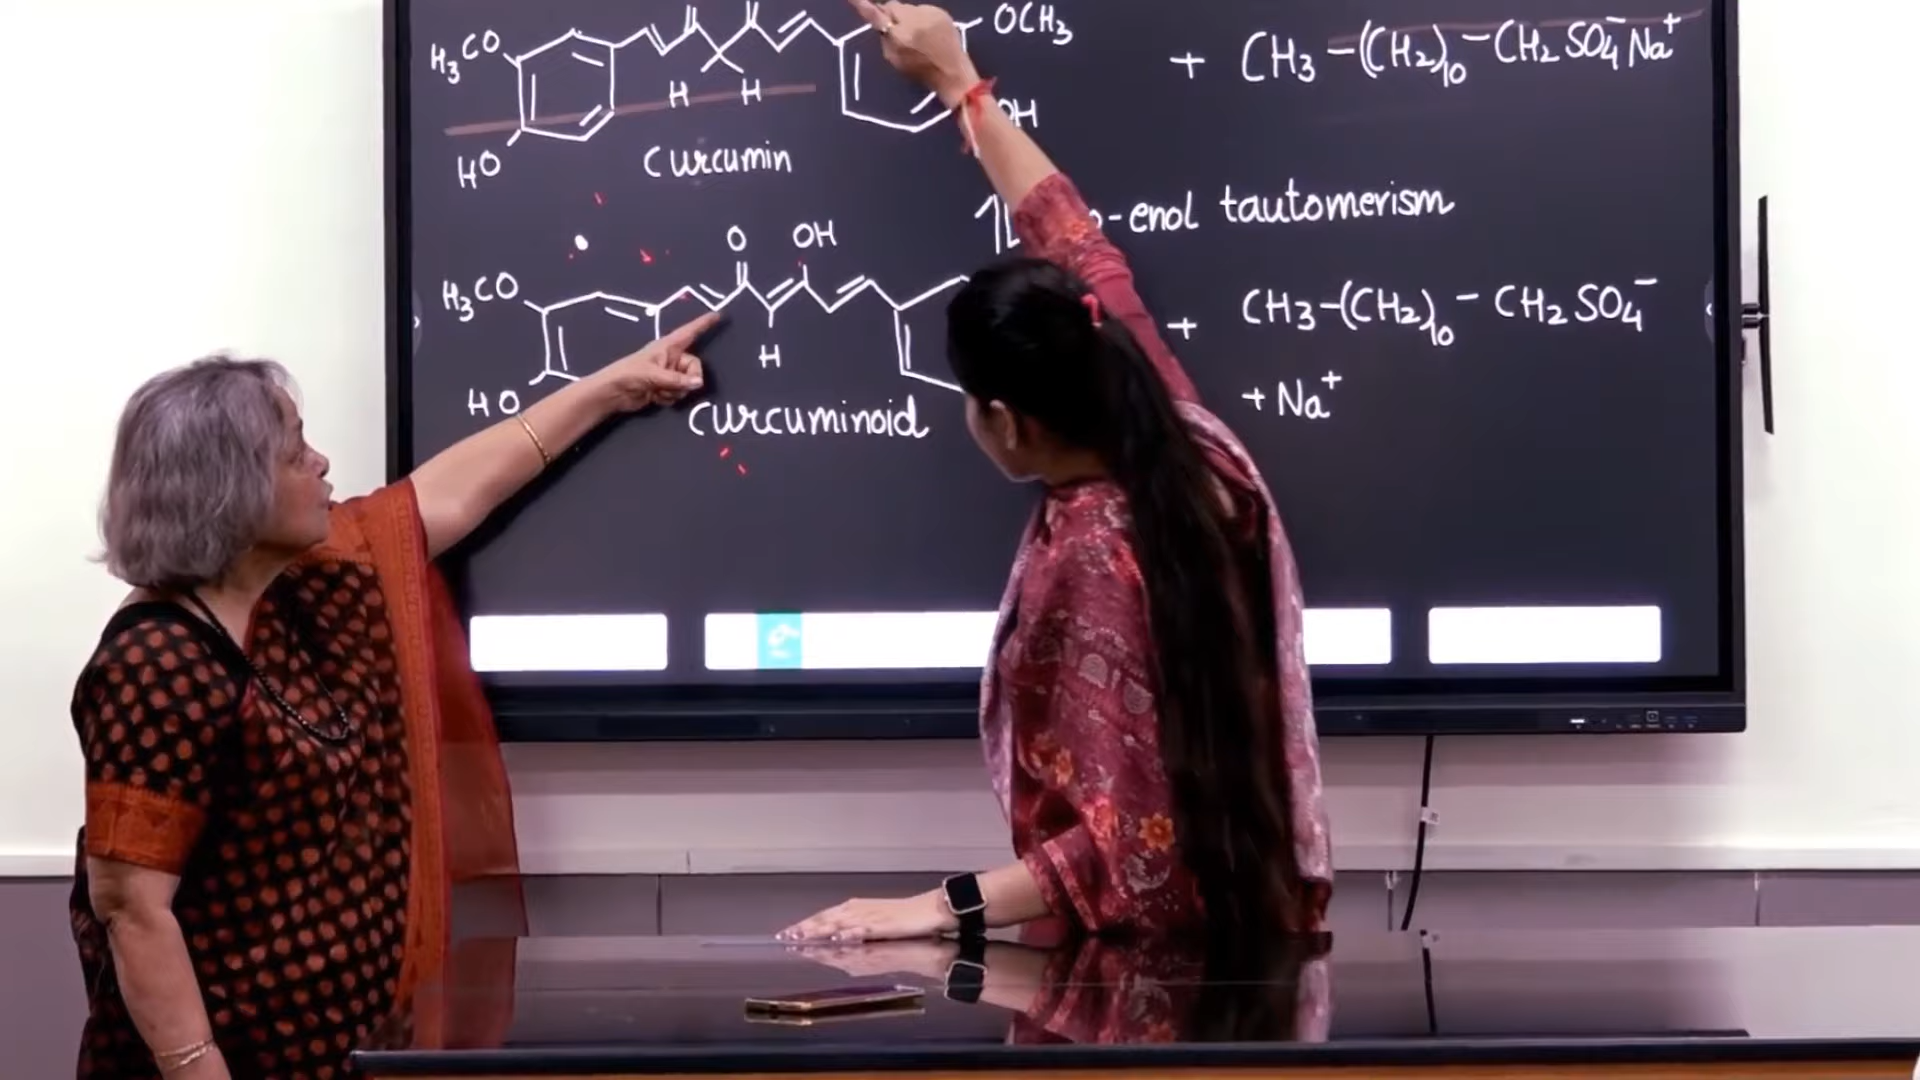 H₃CO OCH₃ + CH₃-(CH₂)₁₀-CH₂SO₄⁻Na⁺
H H
HO
curcumin
-enol tautomerism
O OH
H₃CO + CH₃-(CH₂)₁₀-CH₂SO₄⁻
H
HO + Na⁺
curcuminoid